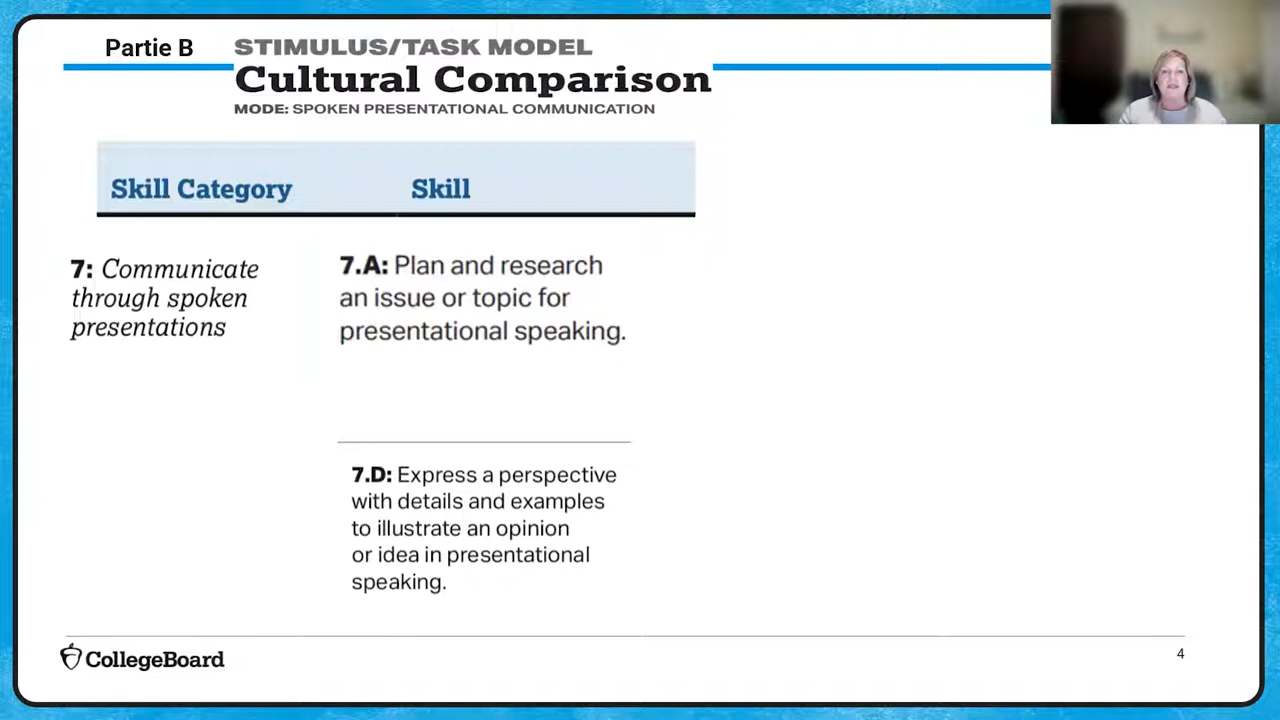 Partie B
STIMULUS/TASK MODEL
Cultural Comparison
MODE: SPOKEN PRESENTATIONAL COMMUNICATION
Skill Category Skill
7: Communicate
through spoken
presentations
7.A: Plan and research
an issue or topic for
presentational speaking.
7.D: Express a perspective
with details and examples
to illustrate an opinion
or idea in presentational
speaking.
CollegeBoard
4